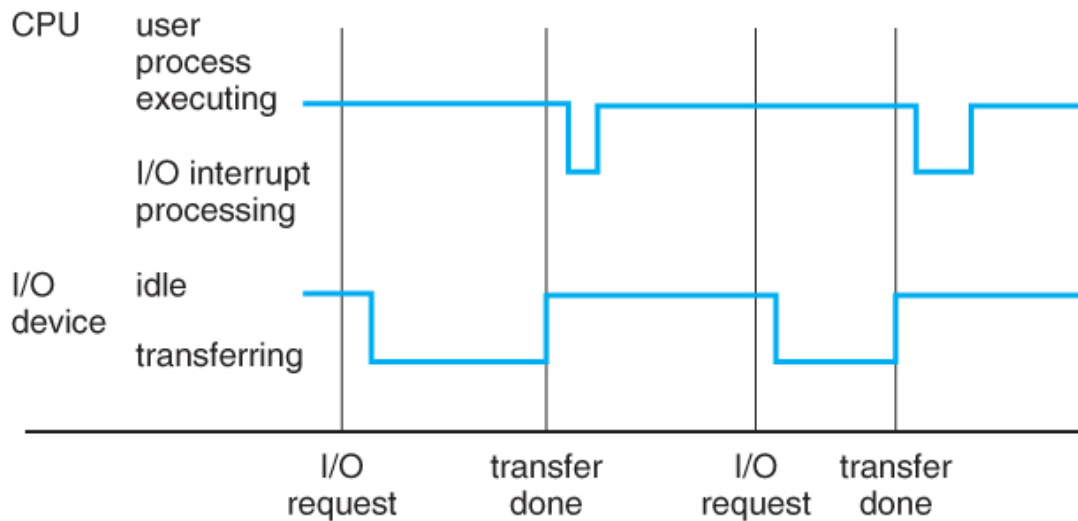 CPU
user
process
executing
I/O interrupt
processing
I/O
device
idle
transferring
I/O
request
transfer
done
I/O
request
transfer
done